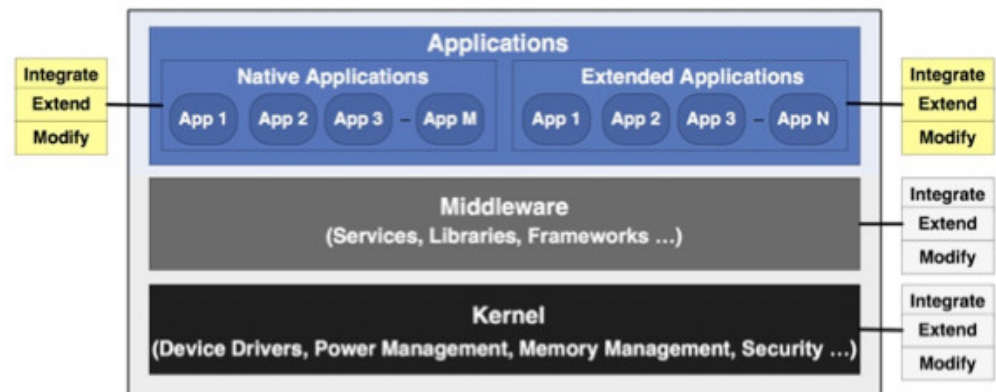 Applications
Integrate
Extend
Modify
Native Applications
App 1 App 2 App 3 – App M
Extended Applications
App 1 App 2 App 3 – App N
Integrate
Extend
Modify
Middleware
(Services, Libraries, Frameworks ...)
Integrate
Extend
Modify
Kernel
(Device Drivers, Power Management, Memory Management, Security ...)
Integrate
Extend
Modify